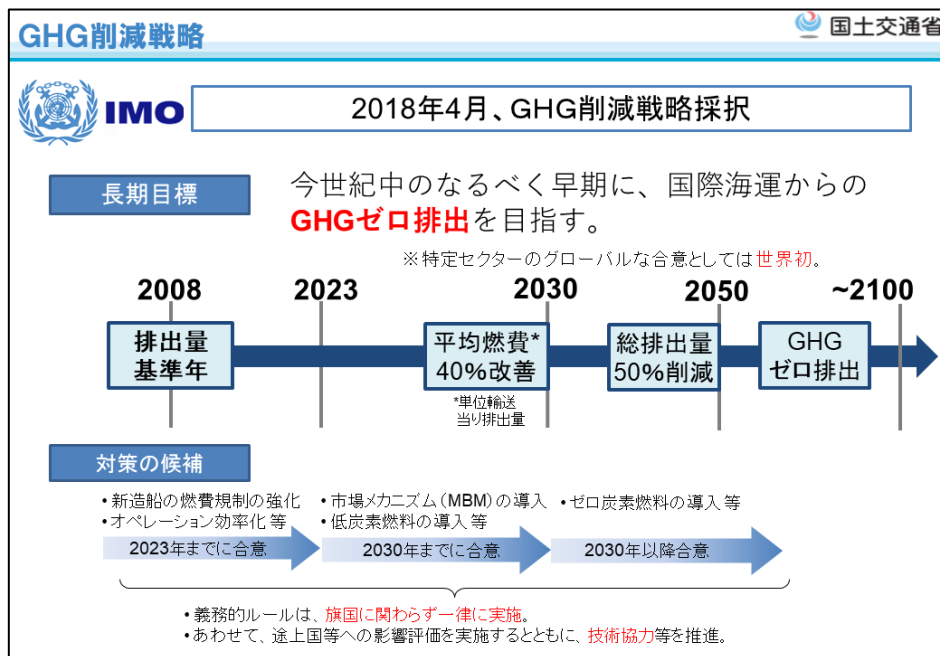 GHG削減戦略
国土交通省
IMO
2018年4月、GHG削減戦略採択
長期目標
今世紀中のなるべく早期に、国際海運からの
GHGゼロ排出を目指す。
※特定セクターのグローバルな合意としては世界初。
2008 2023 2030 2050 ~2100
排出量
基準年
平均燃費*
40%改善
*単位輸送
当り排出量
総排出量
50%削減
GHG
ゼロ排出
対策の候補
•新造船の燃費規制の強化
•オペレーション効率化等
2023年までに合意
•市場メカニズム(MBM)の導入
•低炭素燃料の導入等
2030年までに合意
•ゼロ炭素燃料の導入等
2030年以降合意
•義務的ルールは、旗国に関わらず一律に実施。
•あわせて、途上国等への影響評価を実施するとともに、技術協力等を推進。